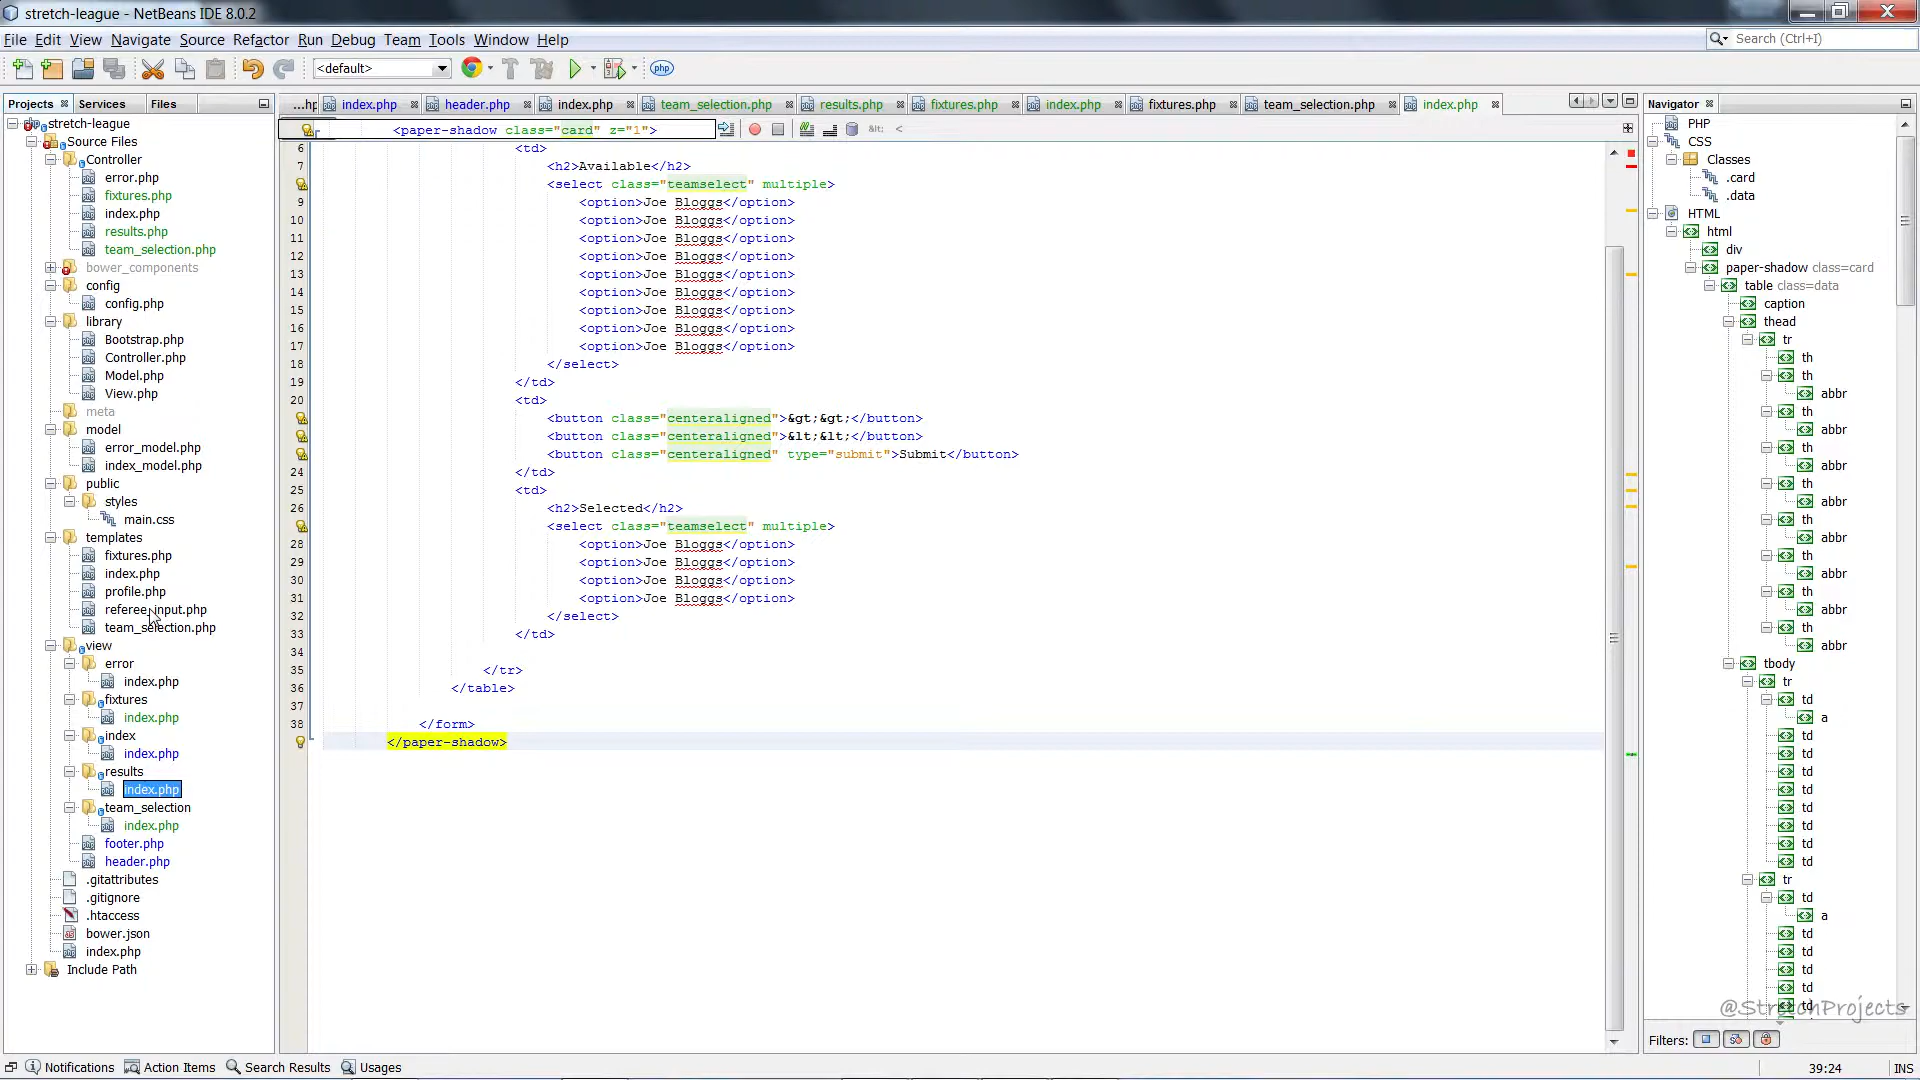 stretch-league - NetBeans IDE 8.0.2
File Edit View Navigate Source Refactor Run Debug Team Tools Window Help
Search (Ctrl+I)
<default>
php
Projects Services Files
...hp index.php header.php index.php team_selection.php results.php fixtures.php index.php fixtures.php team_selection.php index.php
Navigator
stretch-league
Source Files
Controller
error.php
fixtures.php
index.php
results.php
team_selection.php
bower_components
config
config.php
library
Bootstrap.php
Controller.php
Model.php
View.php
meta
model
error_model.php
index_model.php
public
styles
main.css
templates
fixtures.php
index.php
profile.php
referee_input.php
team_selection.php
view
error
index.php
fixtures
index.php
index
index.php
results
index.php
team_selection
index.php
footer.php
header.php
.gitattributes
.gitignore
.htaccess
bower.json
index.php
Include Path
<paper-shadow class="card" z="1">
&lt; <
6 <td>
7 <h2>Available</h2>
<select class="teamselect" multiple>
9 <option>Joe Bloggs</option>
10 <option>Joe Bloggs</option>
11 <option>Joe Bloggs</option>
12 <option>Joe Bloggs</option>
13 <option>Joe Bloggs</option>
14 <option>Joe Bloggs</option>
15 <option>Joe Bloggs</option>
16 <option>Joe Bloggs</option>
17 <option>Joe Bloggs</option>
18 </select>
19 </td>
20 <td>
<button class="centeraligned">&gt;&gt;</button>
<button class="centeraligned">&lt;&lt;</button>
<button class="centeraligned" type="submit">Submit</button>
24 </td>
25 <td>
26 <h2>Selected</h2>
<select class="teamselect" multiple>
28 <option>Joe Bloggs</option>
29 <option>Joe Bloggs</option>
30 <option>Joe Bloggs</option>
31 <option>Joe Bloggs</option>
32 </select>
33 </td>
34
35 </tr>
36 </table>
37
38 </form>
</paper-shadow>
PHP
CSS
Classes
.card
.data
HTML
html
div
paper-shadow class=card
table class=data
caption
thead
tr
th
th
abbr
th
abbr
th
abbr
th
abbr
th
abbr
th
abbr
th
abbr
th
abbr
tbody
tr
td
a
td
td
td
td
td
td
td
td
tr
td
a
td
td
td
td
td
@StretchProjects
Filters:
Notifications Action Items Search Results Usages
39:24 INS